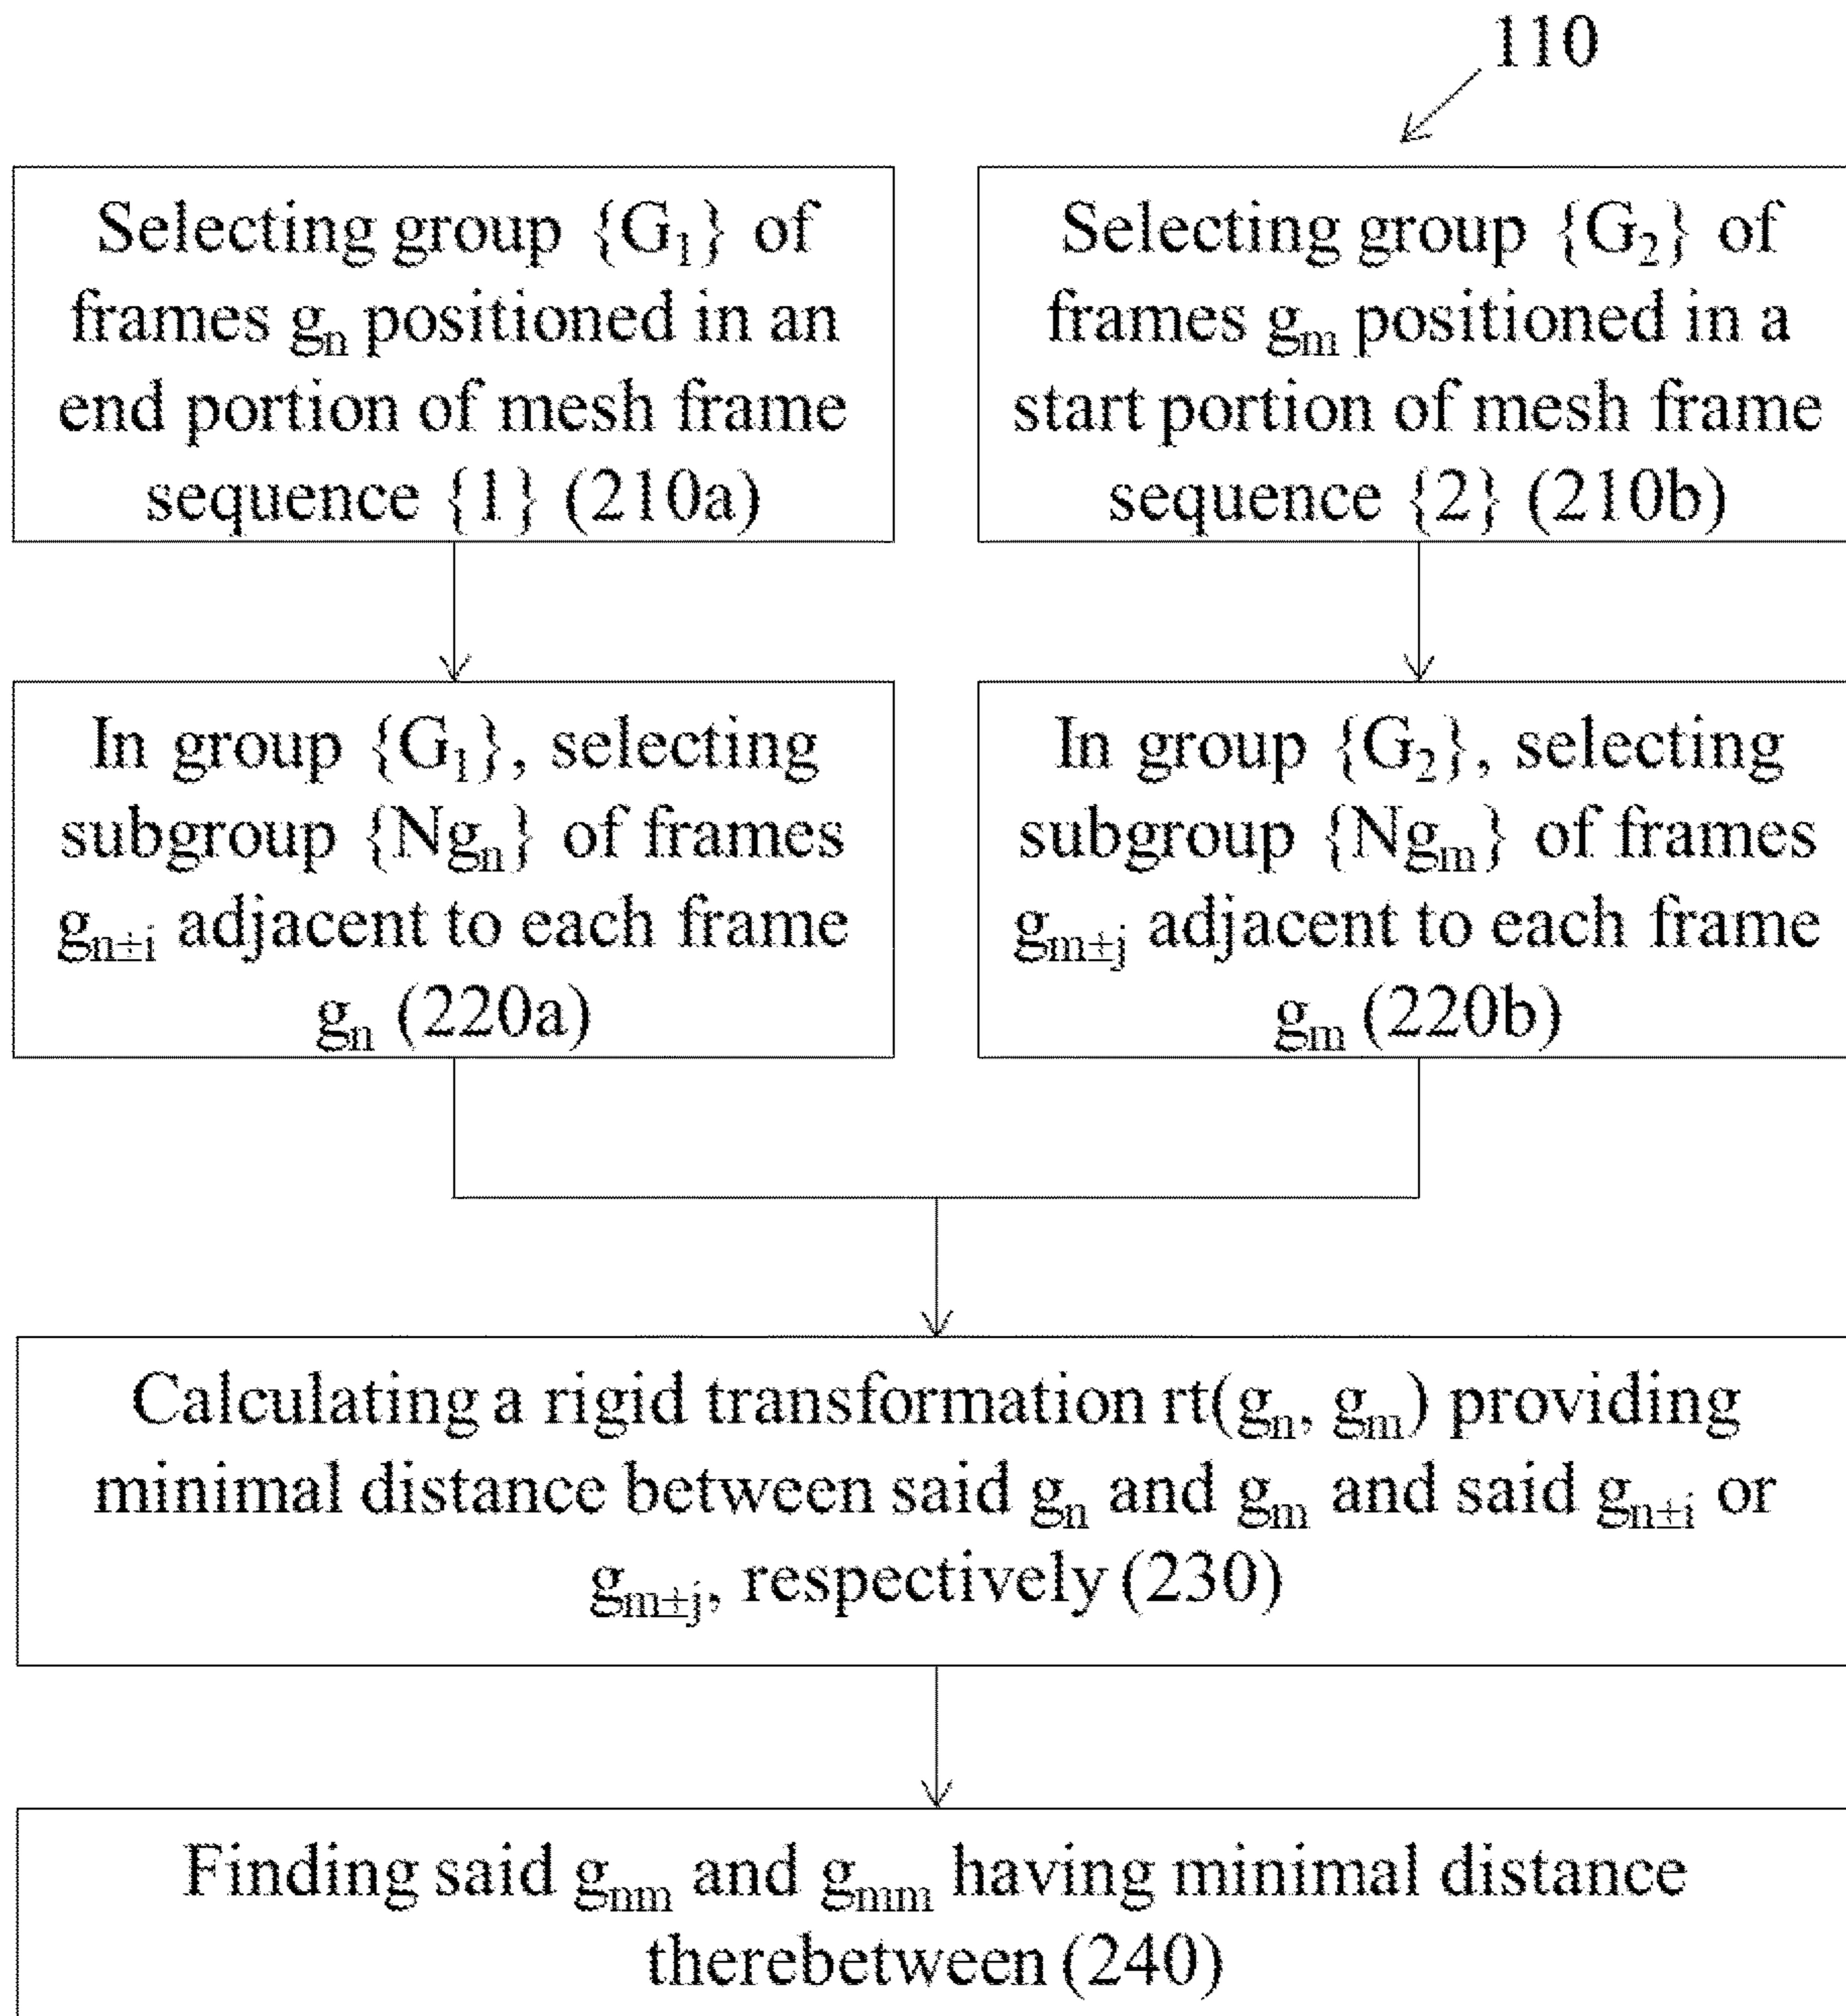 110
Selecting group {G₁} of
frames gₙ positioned in an
end portion of mesh frame
sequence {1} (210a)
Selecting group {G₂} of
frames gₘ positioned in a
start portion of mesh frame
sequence {2} (210b)
In group {G₁}, selecting
subgroup {Ngₙ} of frames
gₙ±ᵢ adjacent to each frame
gₙ (220a)
In group {G₂}, selecting
subgroup {Ngₘ} of frames
gₘ±ⱼ adjacent to each frame
gₘ (220b)
Calculating a rigid transformation rt(gₙ, gₘ) providing
minimal distance between said gₙ and gₘ and said gₙ±ᵢ or
gₘ±ⱼ, respectively (230)
Finding said gₙₘ and gₘₘ having minimal distance
therebetween (240)